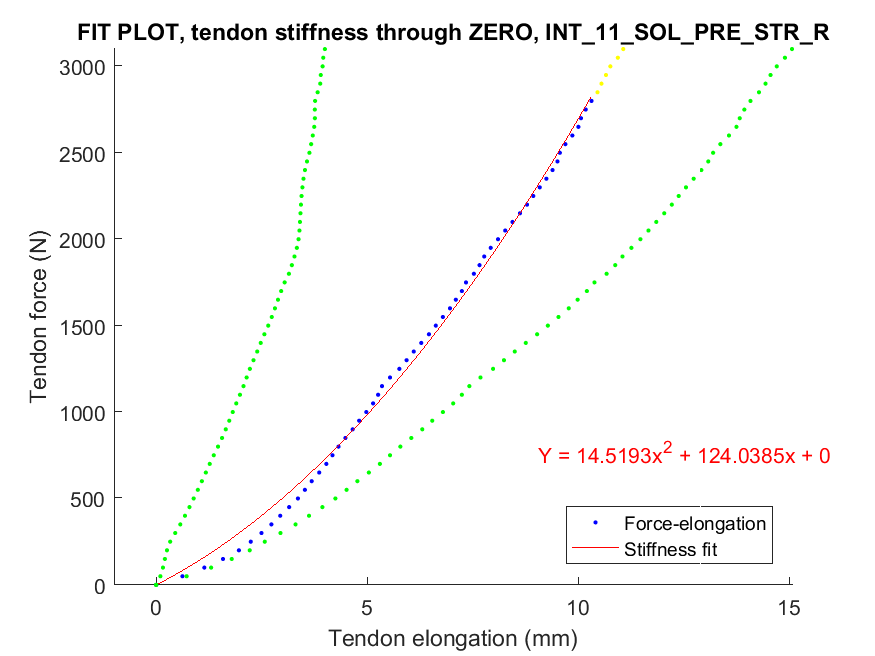 FIT PLOT, tendon stiffness through ZERO, INT_11_SOL_PRE_STR_R
3000
2500
2000
1500
1000
500
0
Tendon force (N)
Y = 14.5193x² + 124.0385x + 0
Force-elongation
Stiffness fit
0 5 10 15
Tendon elongation (mm)